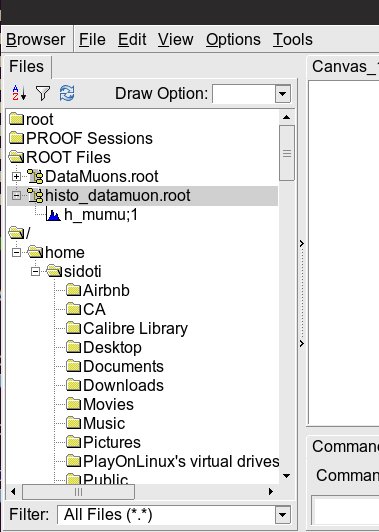 Browser File Edit View Options Tools
Files
Canvas_1
Draw Option:
root
PROOF Sessions
ROOT Files
DataMuons.root
histo_datamuon.root
h_mumu;1
/
home
sidoti
Airbnb
CA
Calibre Library
Desktop
Documents
Downloads
Movies
Music
Pictures
PlayOnLinux's virtual drives
Public
Filter: All Files (*.*)
Command
Comman